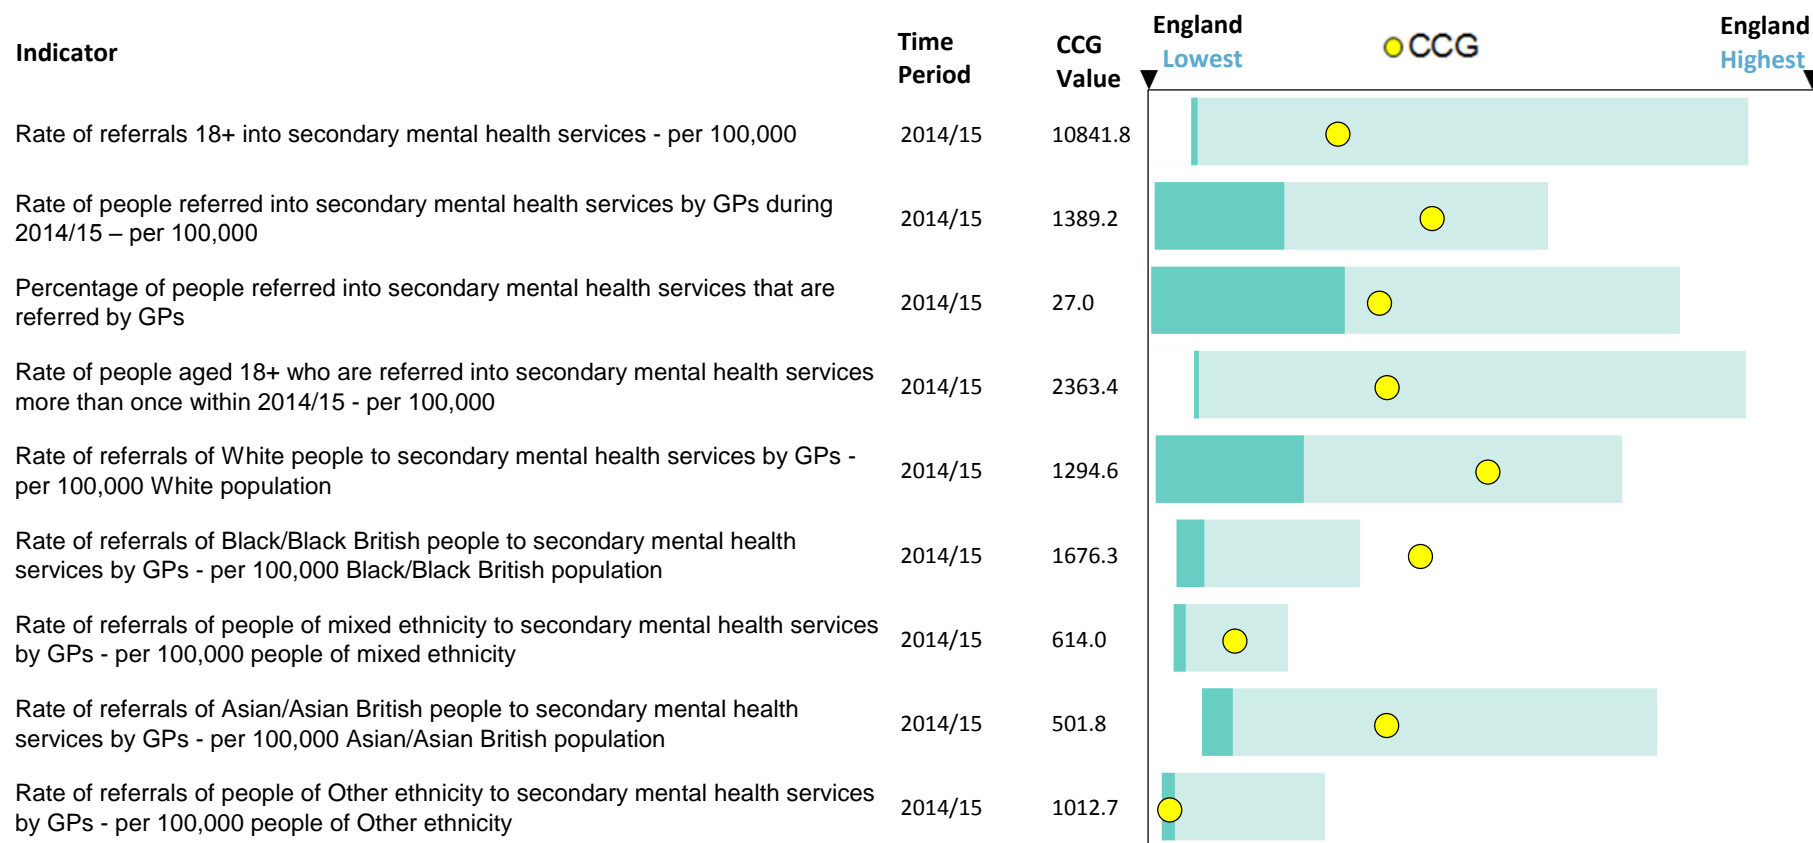 Indicator
Time Period
CCG Value
England Lowest
CCG
England Highest
Rate of referrals 18+ into secondary mental health services - per 100,000
2014/15
10841.8
Rate of people referred into secondary mental health services by GPs during
2014/15 – per 100,000
2014/15
1389.2
Percentage of people referred into secondary mental health services that are
referred by GPs
2014/15
27.0
Rate of people aged 18+ who are referred into secondary mental health services
more than once within 2014/15 - per 100,000
2014/15
2363.4
Rate of referrals of White people to secondary mental health services by GPs -
per 100,000 White population
2014/15
1294.6
Rate of referrals of Black/Black British people to secondary mental health
services by GPs - per 100,000 Black/Black British population
2014/15
1676.3
Rate of referrals of people of mixed ethnicity to secondary mental health services
by GPs - per 100,000 people of mixed ethnicity
2014/15
614.0
Rate of referrals of Asian/Asian British people to secondary mental health
services by GPs - per 100,000 Asian/Asian British population
2014/15
501.8
Rate of referrals of people of Other ethnicity to secondary mental health services
by GPs - per 100,000 people of Other ethnicity
2014/15
1012.7